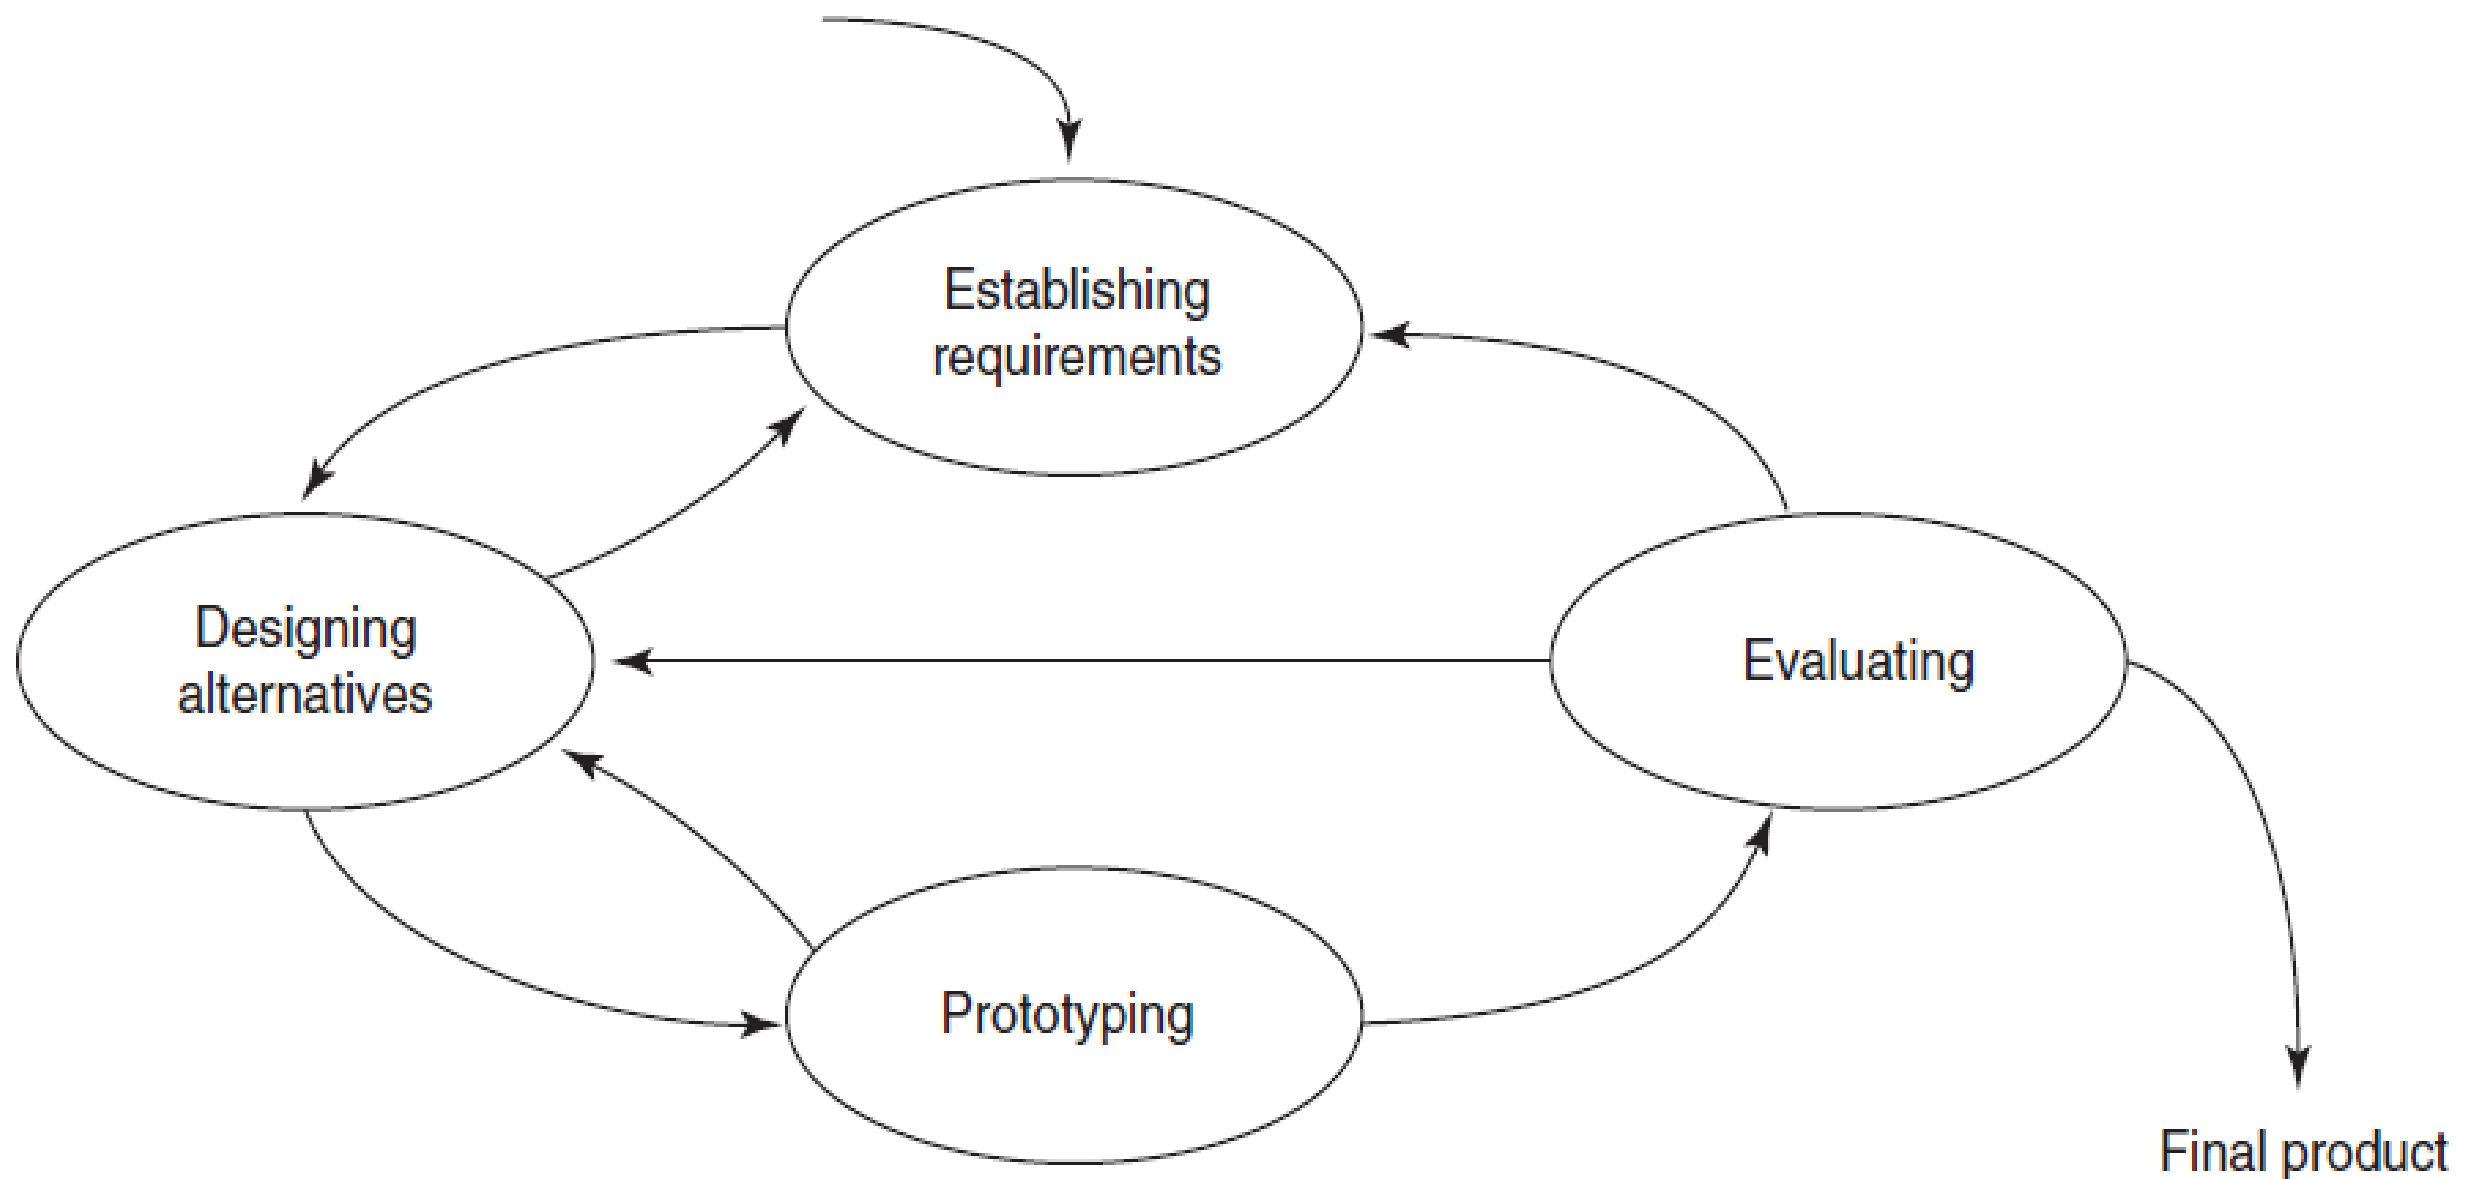 Establishing
requirements
Designing
alternatives
Evaluating
Prototyping
Final product